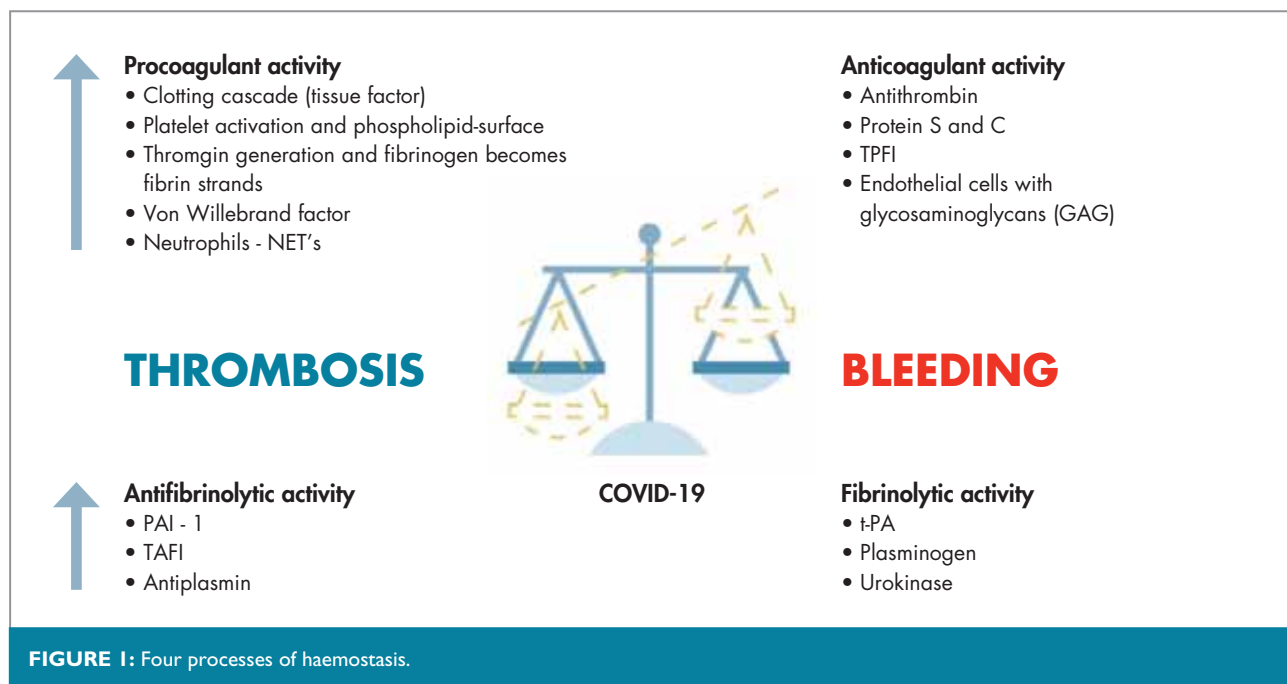 Procoagulant activity
• Clotting cascade (tissue factor)
• Platelet activation and phospholipid-surface
• Thromgin generation and fibrinogen becomes
fibrin strands
• Von Willebrand factor
• Neutrophils - NET's
Anticoagulant activity
• Antithrombin
• Protein S and C
• TPFI
• Endothelial cells with
glycosaminoglycans (GAG)
THROMBOSIS
BLEEDING
Antifibrinolytic activity
• PAI - 1
• TAFI
• Antiplasmin
COVID-19
Fibrinolytic activity
• t-PA
• Plasminogen
• Urokinase
FIGURE 1: Four processes of haemostasis.